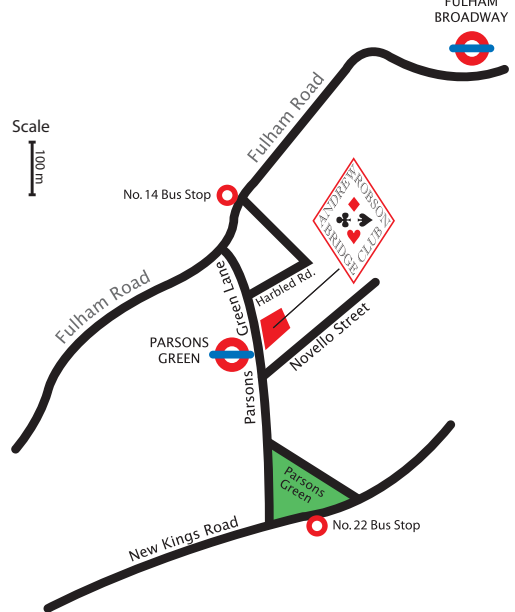 FULHAM
BROADWAY
Fulham Road
Scale
100 m
No. 14 Bus Stop
ANDREW
ROBSON
BRIDGE
CLUB
Harbled Rd.
Fulham Road
Parsons Green Lane
PARSONS
GREEN
Novello Street
Parsons
Green
New Kings Road
No. 22 Bus Stop